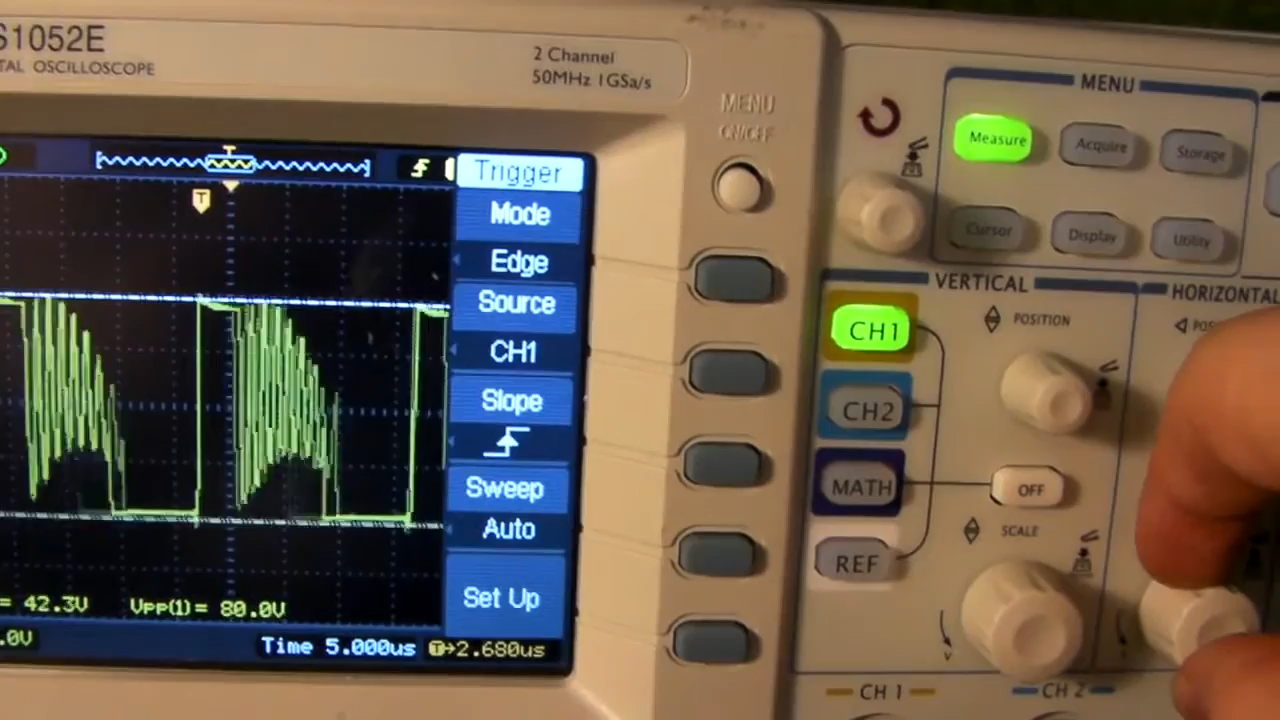 S1052E
TAL OSCILLOSCOPE
2 Channel
50MHz 1GSa/s
MENU
ON/OFF
MENU
Measure
Acquire
Storage
Cursor
Display
Utility
T
T
Trigger
Mode
Edge
Source
CH1
Slope
Sweep
Auto
Set Up
= 42.3V
Vpp(1)= 80.0V
.0V
Time 5.000us
T→2.680us
VERTICAL
HORIZONTAL
CH1
POSITION
POS
CH2
MATH
OFF
SCALE
REF
V
CH 1
CH 2